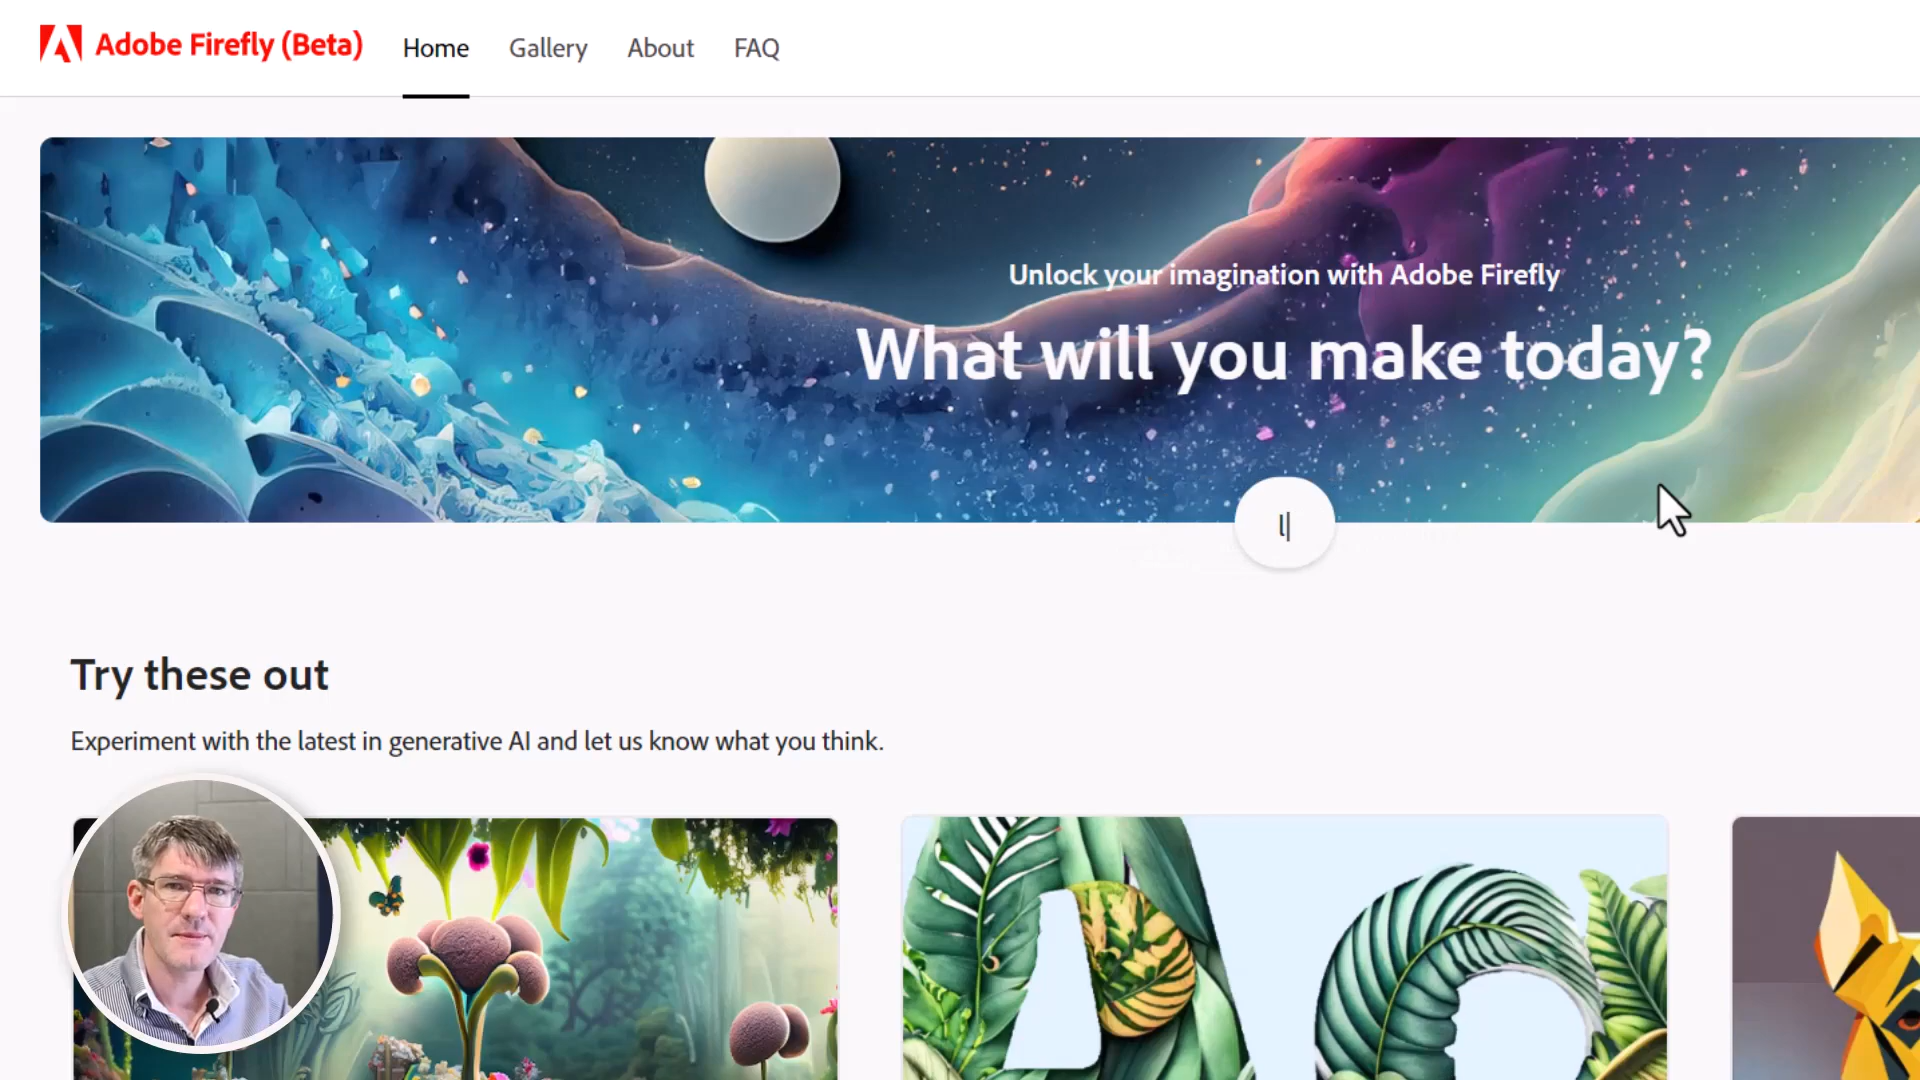 Adobe Firefly (Beta)
Home
Gallery
About
FAQ
Unlock your imagination with Adobe Firefly
What will you make today?
l|
Try these out
Experiment with the latest in generative AI and let us know what you think.